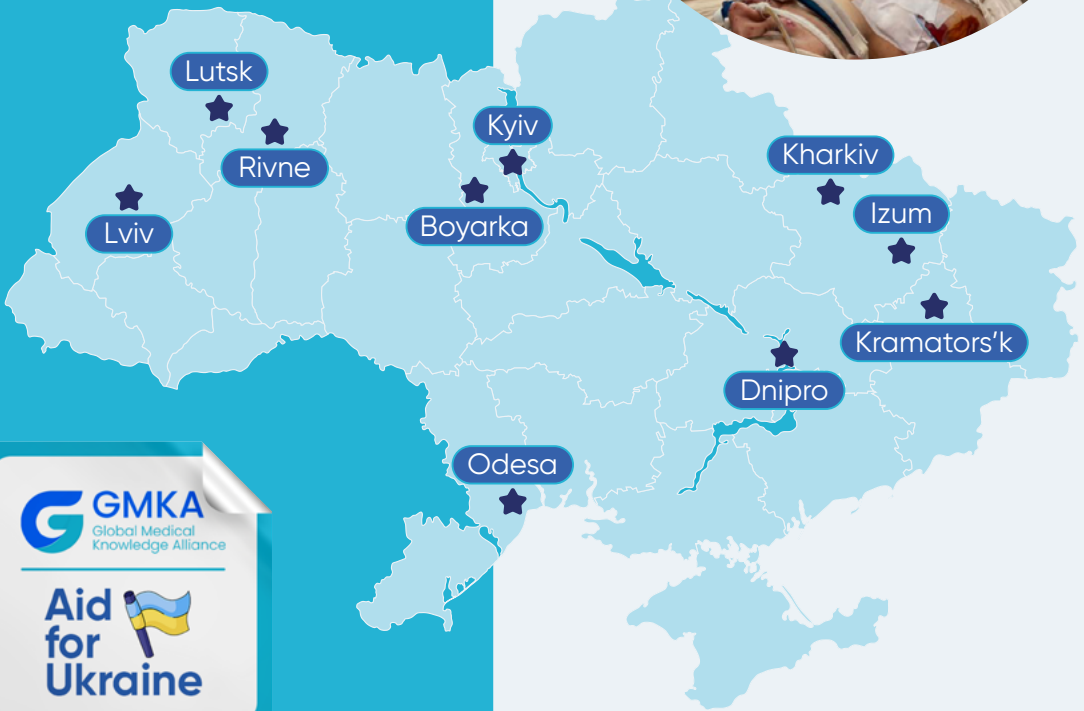 Lutsk
Kyiv
Rivne
Kharkiv
Izum
Lviv
Boyarka
Kramators'k
Dnipro
Odesa
GMKA
Global Medical
Knowledge Alliance
Aid
for
Ukraine